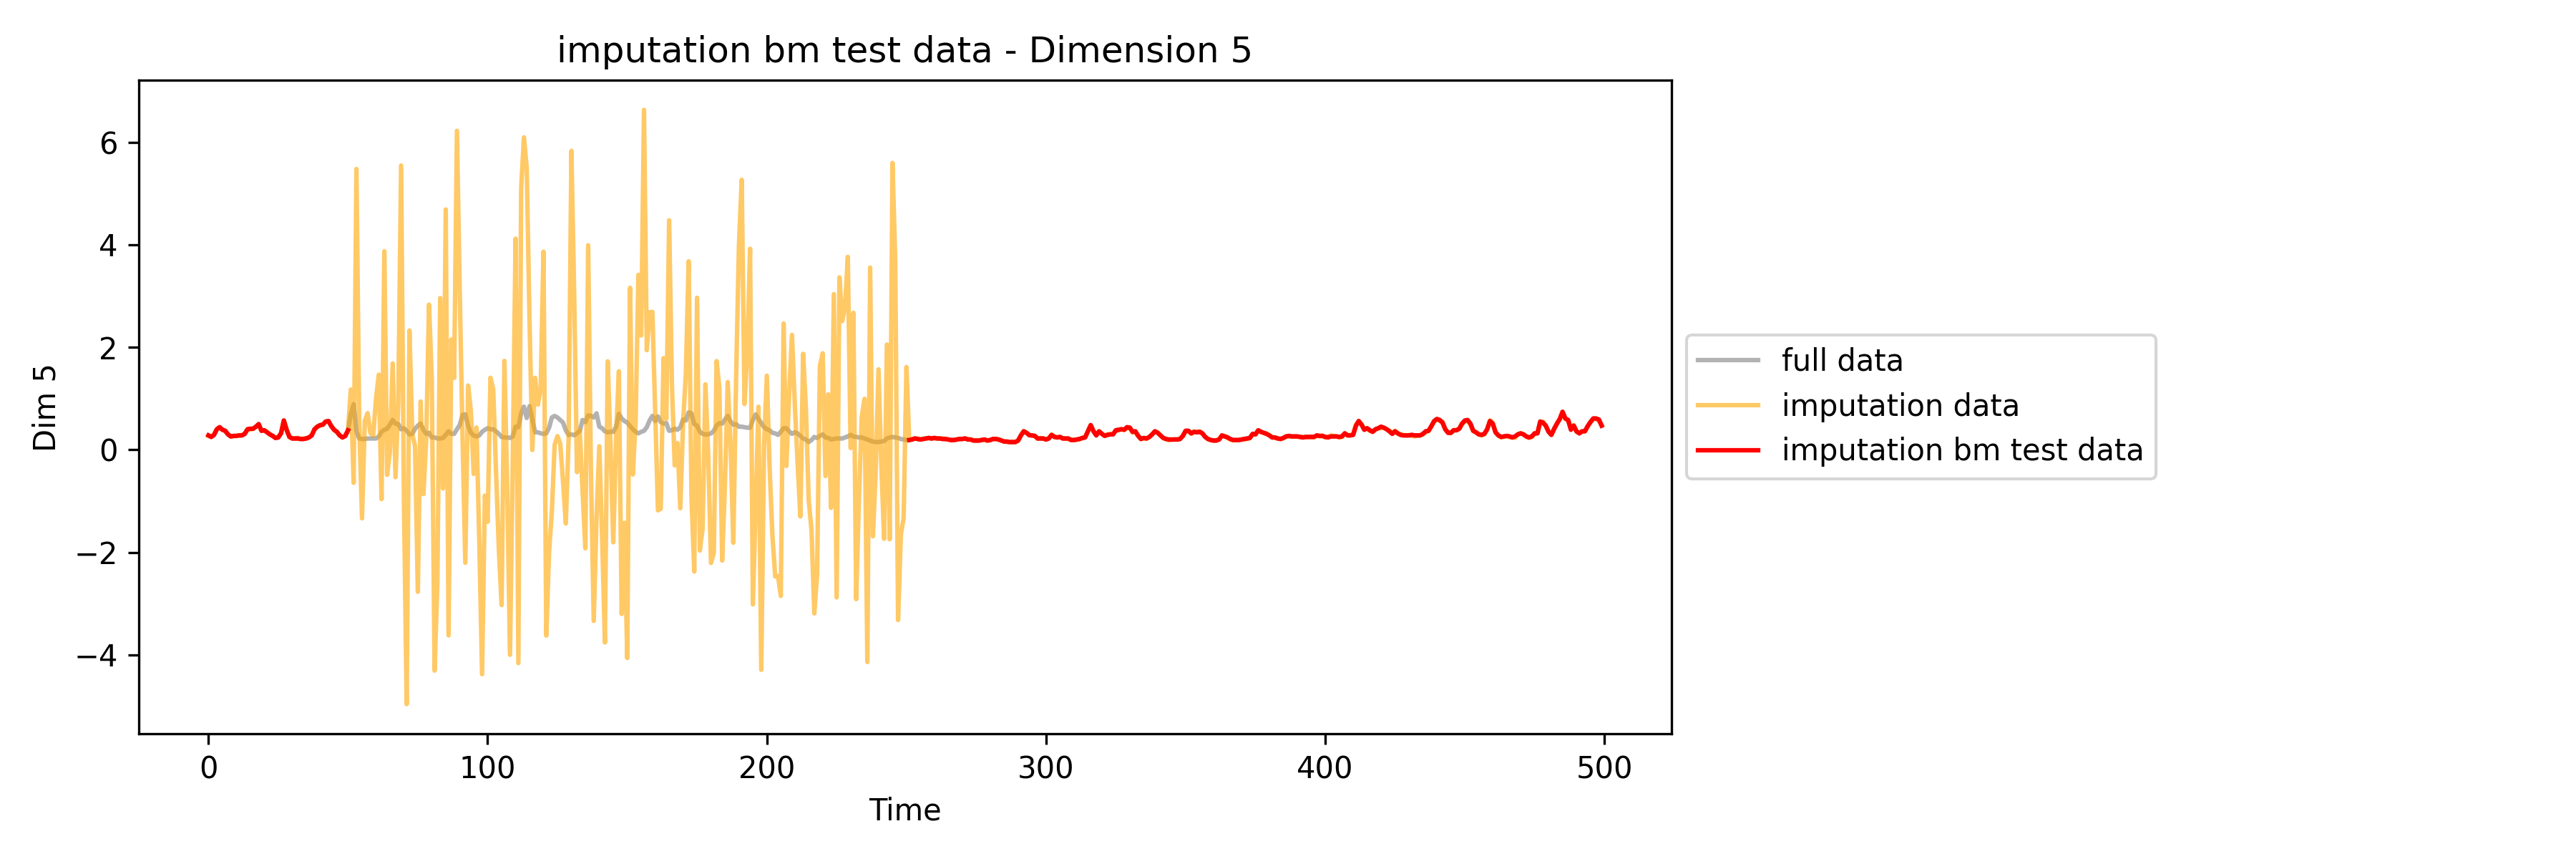 imputation bm test data - Dimension 5
6
4
2
0
−2
−4
Dim 5
0
100
200
300
400
500
Time
full data
imputation data
imputation bm test data